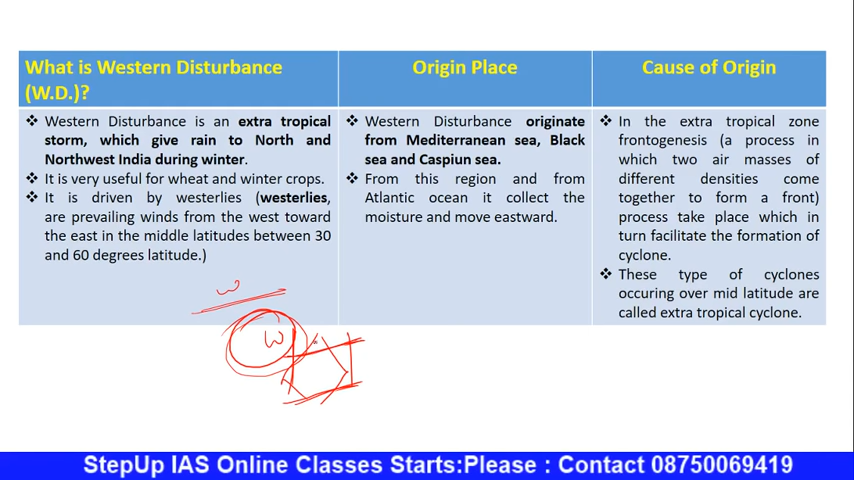 What is Western Disturbance
(W.D.)?
Western Disturbance is an extra tropical
storm, which give rain to North and
Northwest India during winter.
It is very useful for wheat and winter crops.
It is driven by westerlies (westerlies,
are prevailing winds from the west toward
the east in the middle latitudes between 30
and 60 degrees latitude.)
Origin Place
Western Disturbance originate
from Mediterranean sea, Black
sea and Caspiun sea.
From this region and from
Atlantic ocean it collect the
moisture and move eastward.
Cause of Origin
In the extra tropical zone
frontogenesis (a process in
which two air masses of
different densities come
together to form a front)
process take place which in
turn facilitate the formation of
cyclone.
These type of cyclones
occuring over mid latitude are
called extra tropical cyclone.
W
W
StepUp IAS Online Classes Starts:Please : Contact 08750069419